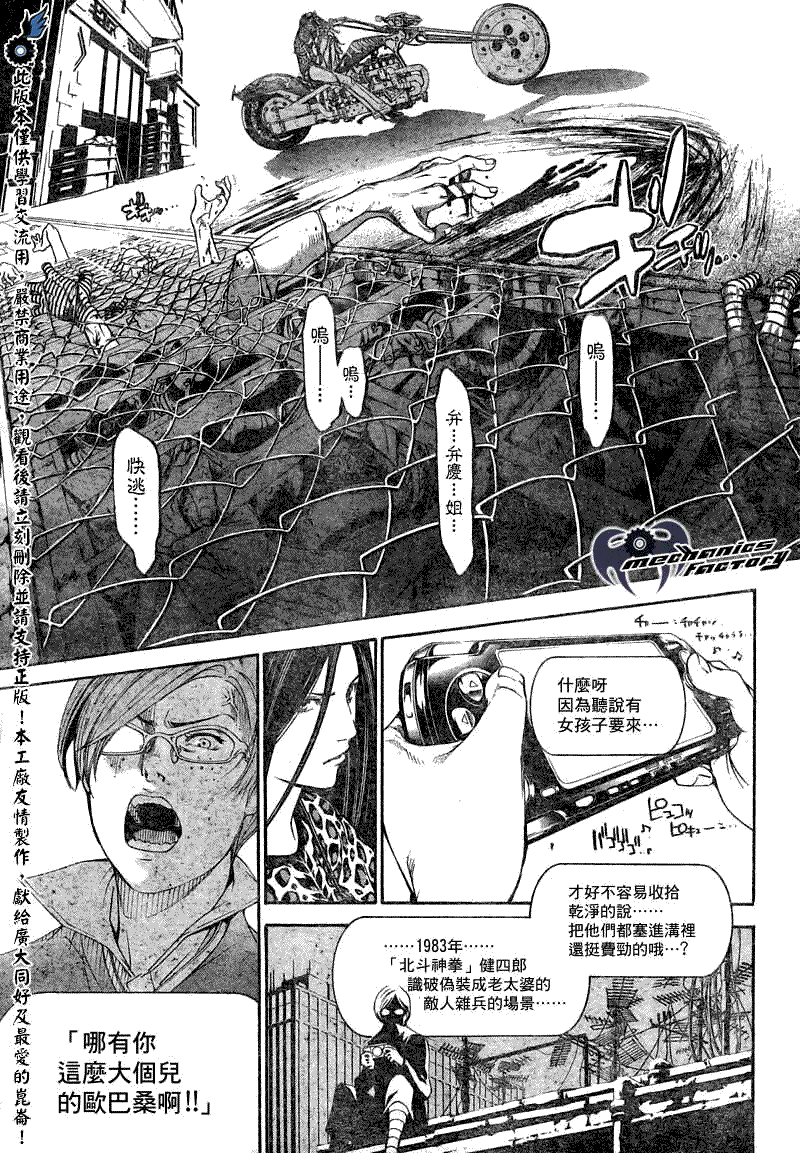 此版本僅供學習交流用，嚴禁商業用途；觀看後請立刻刪除並請支持正版！本工廠友情製作，獻給廣大同好及最愛的崑崙！
嗚———…
弁…弁慶…姐…
嗚———…
嗚…
快逃…
mechanics
factory
什麼呀
因為聽說有
女孩子要來…
才好不容易收拾
乾淨的說……
把他們都塞進溝裡
還挺費勁的哦…?
……1983年……
「北斗神拳」健四郎
識破偽裝成老太婆的
敵人雜兵的場景……
「哪有你
這麼大個兒
的歐巴桑啊!!」